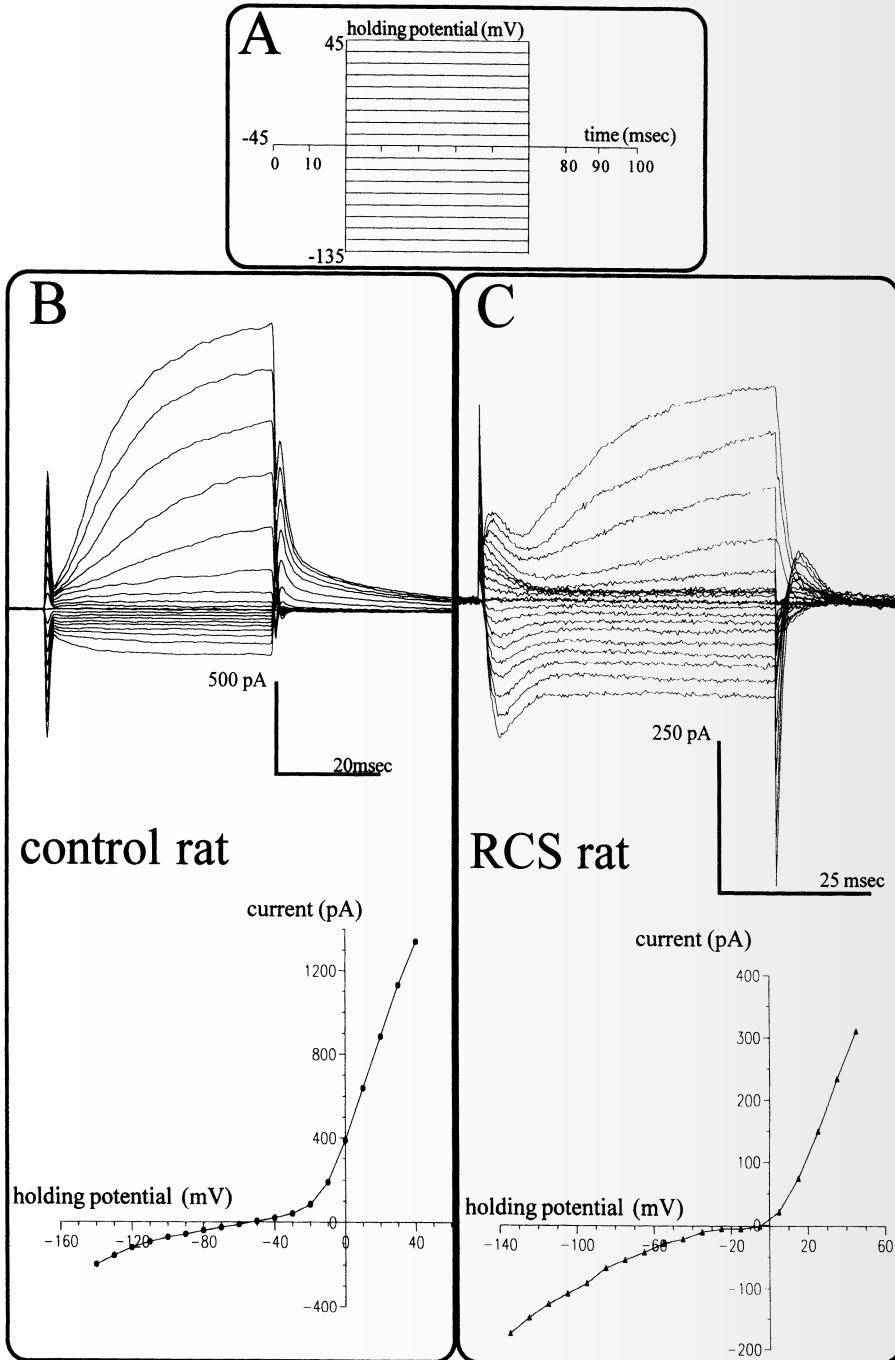 A
holding potential (mV)
45
-45
time (msec)
0 10 80 90 100
-135
B
500 pA
20msec
control rat
current (pA)
1200
800
400
0
holding potential (mV)
-160 -120 -80 -40 0 40
-400
C
250 pA
25 msec
RCS rat
current (pA)
400
300
200
100
0
holding potential (mV)
-140 -100 -60 -20 20 60
-100
-200